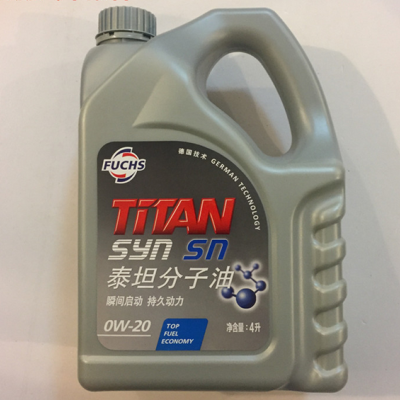 FUCHS
德国技术 GERMAN TECHNOLOGY
TITAN
SYN SN
泰坦分子油
瞬间启动 持久动力
0W-20
TOP
FUEL
ECONOMY
净含量:4升